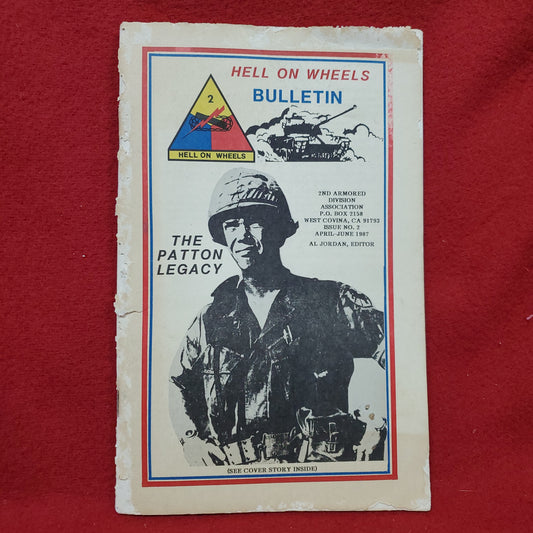 HELL ON WHEELS
BULLETIN
2
HELL ON WHEELS
2ND ARMORED
DIVISION
ASSOCIATION
P.O. BOX 2158
WEST COVINA, CA 91793
ISSUE NO. 2
APRIL-JUNE 1987
AL JORDAN, EDITOR
THE
PATTON
LEGACY
(SEE COVER STORY INSIDE)